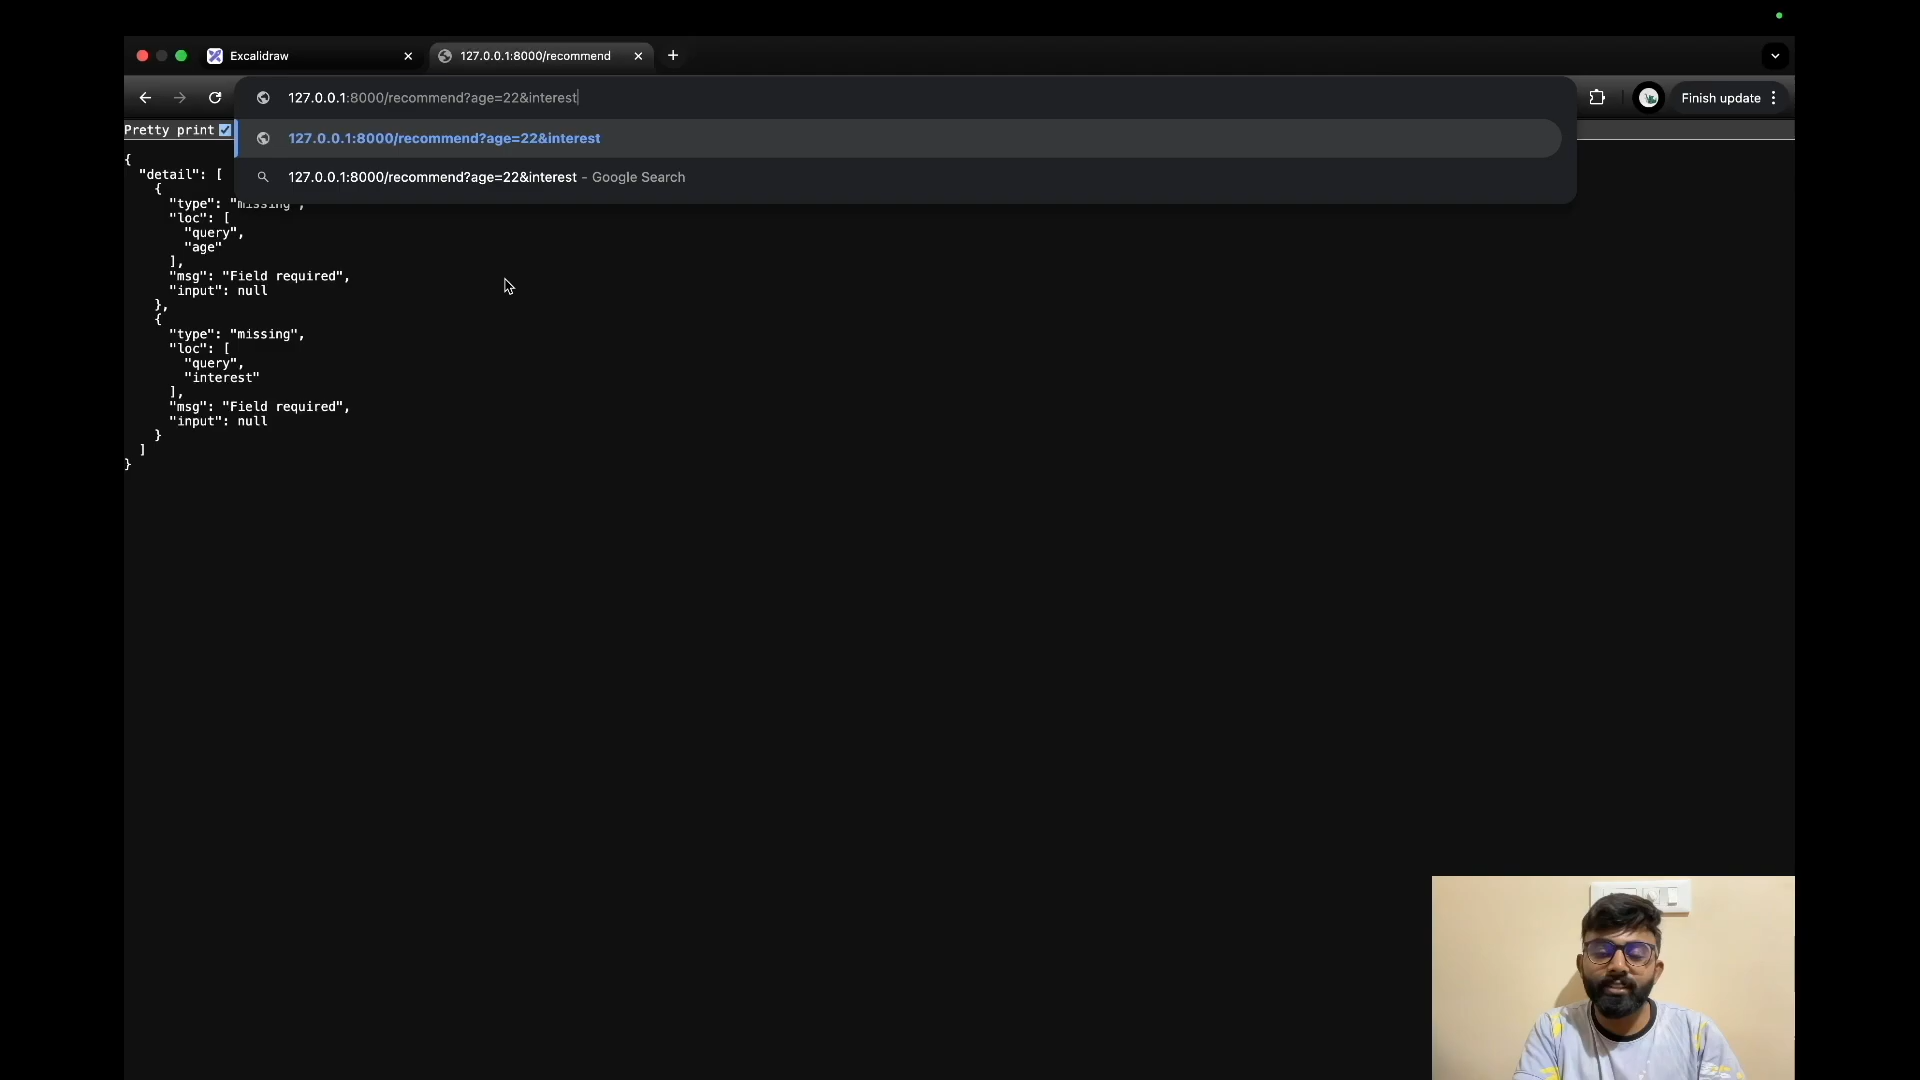 Excalidraw
127.0.0.1:8000/recommend
127.0.0.1:8000/recommend?age=22&interest
Finish update
Pretty print
127.0.0.1:8000/recommend?age=22&interest
127.0.0.1:8000/recommend?age=22&interest - Google Search
{
"detail": [
{
"type": "missing",
"loc": [
"query",
"age"
],
"msg": "Field required",
"input": null
},
{
"type": "missing",
"loc": [
"query",
"interest"
],
"msg": "Field required",
"input": null
}
]
}